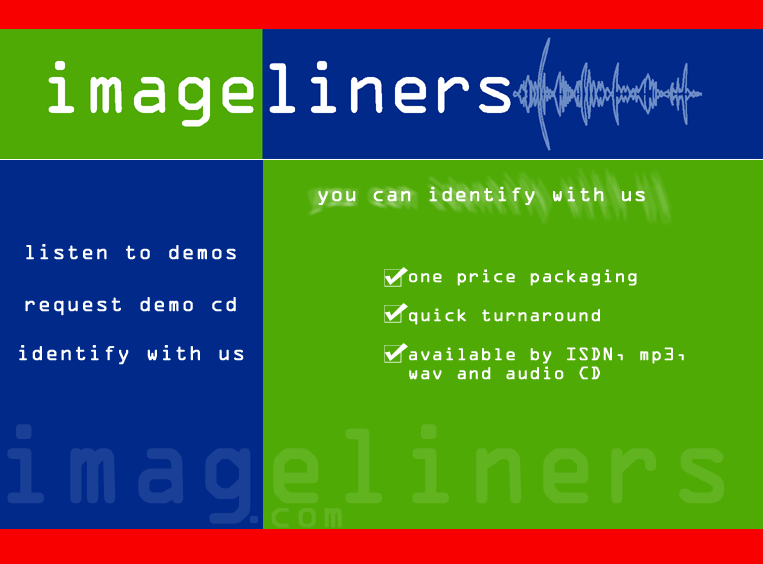 imageliners
you can identify with us
listen to demos
request demo cd
identify with us
one price packaging
quick turnaround
available by ISDN, mp3,
wav and audio CD
imageliners
.com